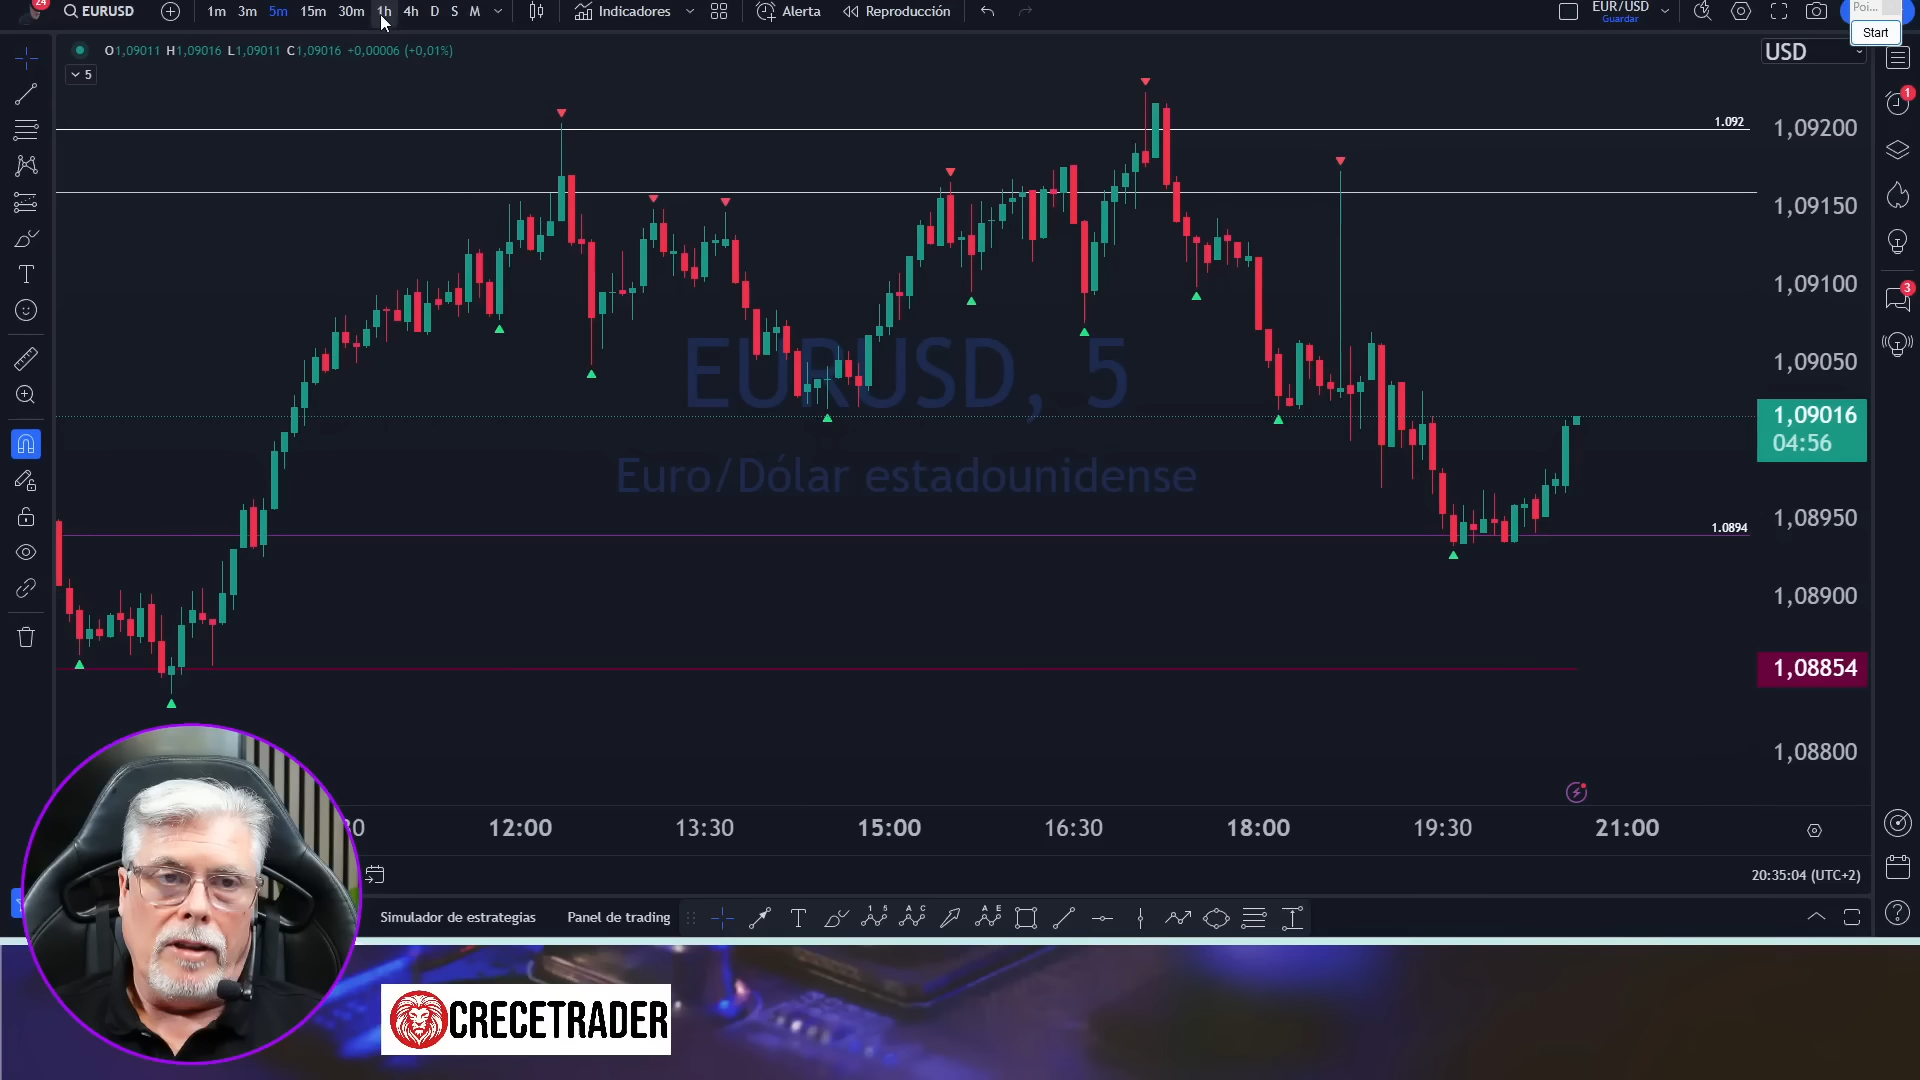 24
EURUSD
1m 3m 5m 15m 30m 1h 4h D S M
Indicadores
Alerta
Reproducción
EUR/USD
Guardar
Poi...
Start
O1,09011 H1,09016 L1,09011 C1,09016 +0,00006 (+0,01%)
5
USD
1.092
1,09200
1,09150
1,09100
1,09050
1,09016
04:56
1,08950
1.0894
1,08900
1,08854
1,08800
EURUSD, 5
Euro/Dólar estadounidense
1
3
12:00 13:30 15:00 16:30 18:00 19:30 21:00
20:35:04 (UTC+2)
Simulador de estrategias
Panel de trading
CRECETRADER